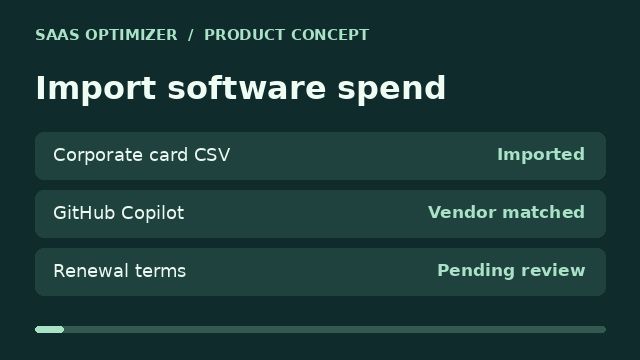 SAAS OPTIMIZER / PRODUCT CONCEPT
Import software spend
Corporate card CSV Imported
GitHub Copilot Vendor matched
Renewal terms Pending review